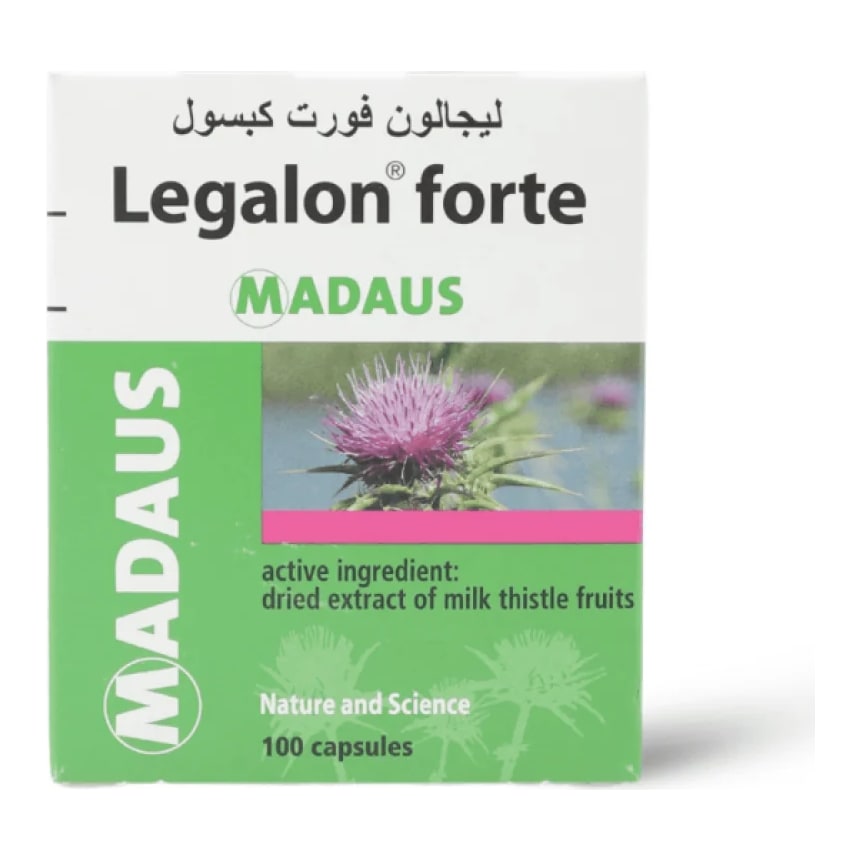 ليجالون فورت كبسول
Legalon® forte
MADAUS
MADAUS
active ingredient:
dried extract of milk thistle fruits
Nature and Science
100 capsules